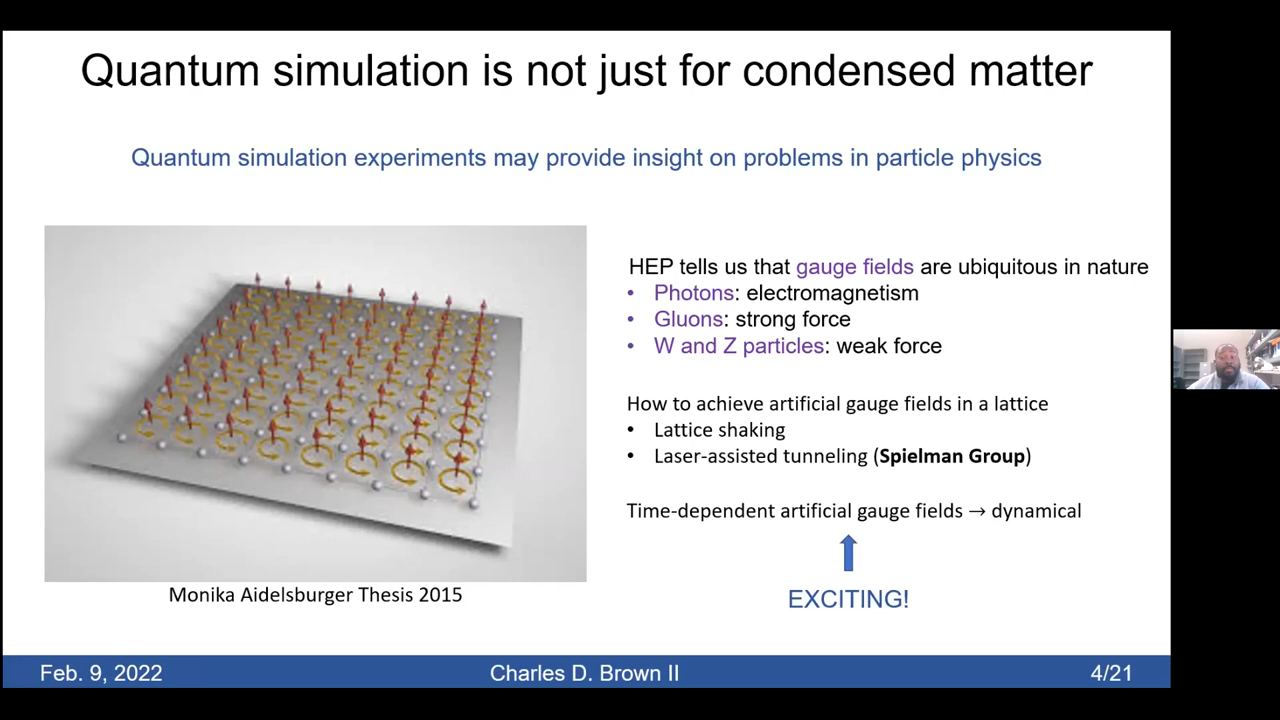 Quantum simulation is not just for condensed matter
Quantum simulation experiments may provide insight on problems in particle physics
HEP tells us that gauge fields are ubiquitous in nature
• Photons: electromagnetism
• Gluons: strong force
• W and Z particles: weak force
How to achieve artificial gauge fields in a lattice
• Lattice shaking
• Laser-assisted tunneling (Spielman Group)
Time-dependent artificial gauge fields → dynamical
EXCITING!
Monika Aidelsburger Thesis 2015
Feb. 9, 2022
Charles D. Brown II
4/21